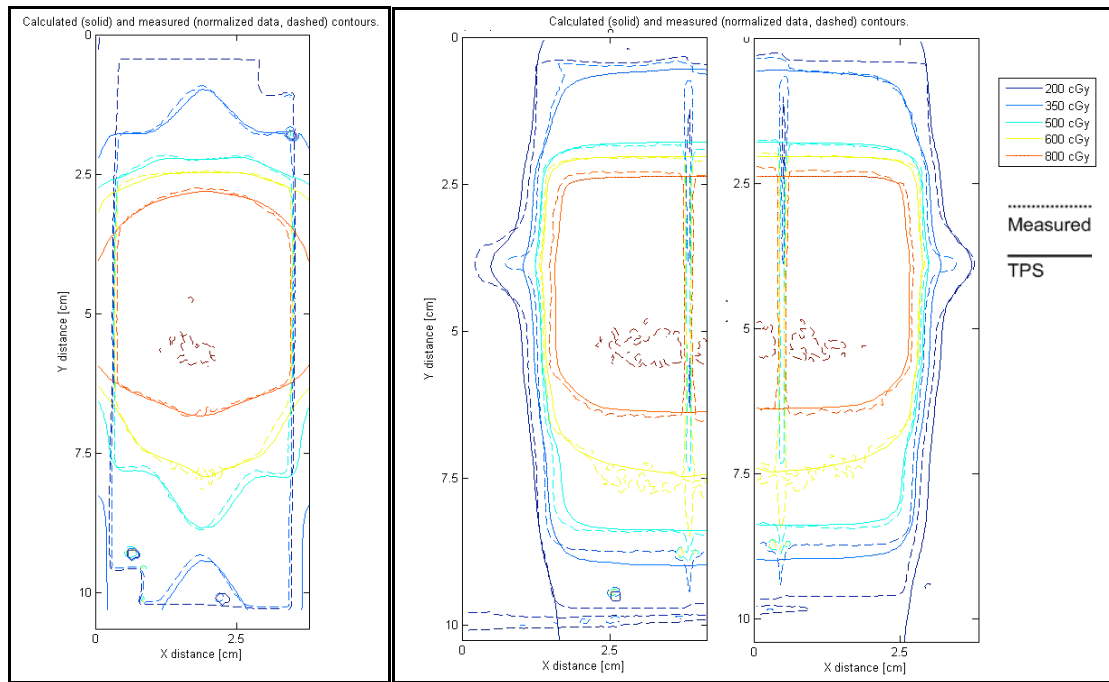 Calculated (solid) and measured (normalized data, dashed) contours.
0
2.5
5
7.5
10
Y distance [cm]
0
2.5
X distance [cm]
Calculated (solid) and measured (normalized data, dashed) contours.
0
2.5
5
7.5
10
Y distance [cm]
2.5
X distance [cm]
0
2.5
5
7.5
10
0
2.5
X distance [cm]
200 cGy
350 cGy
500 cGy
600 cGy
800 cGy
Measured
TPS